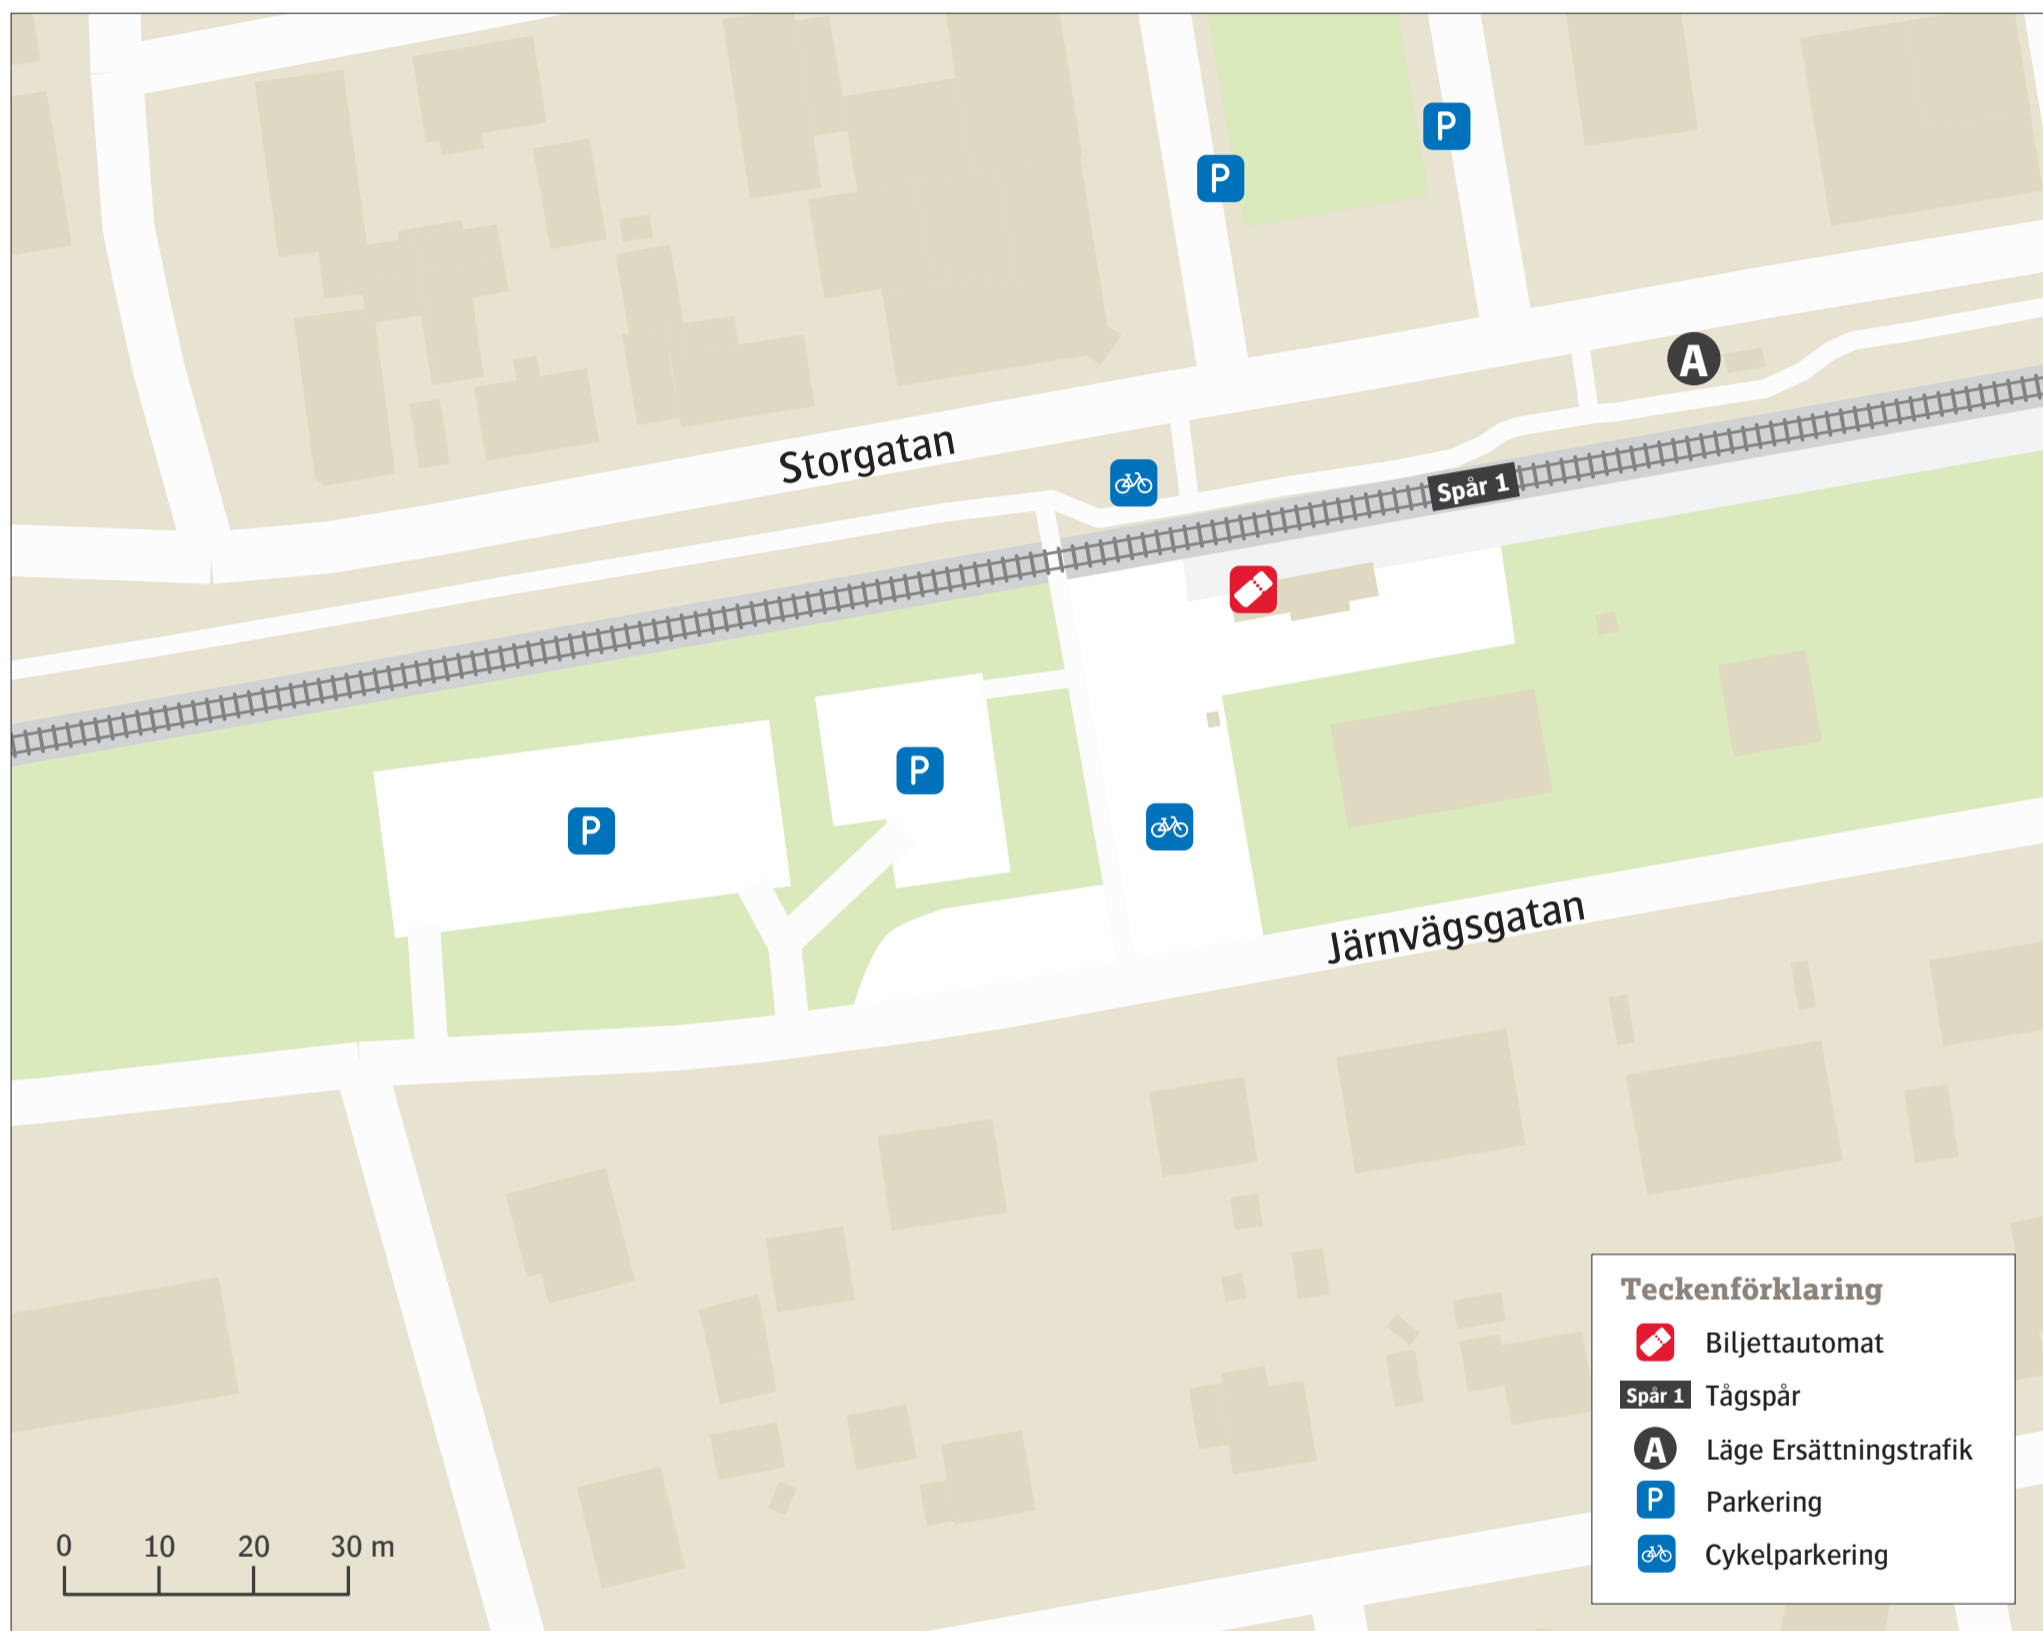 P
P
A
Storgatan
Spår 1
P
P
Järnvägsgatan
Teckenförklaring
Biljettautomat
Spår 1 Tågspår
A Läge Ersättningstrafik
P Parkering
Cykelparkering
0 10 20 30 m